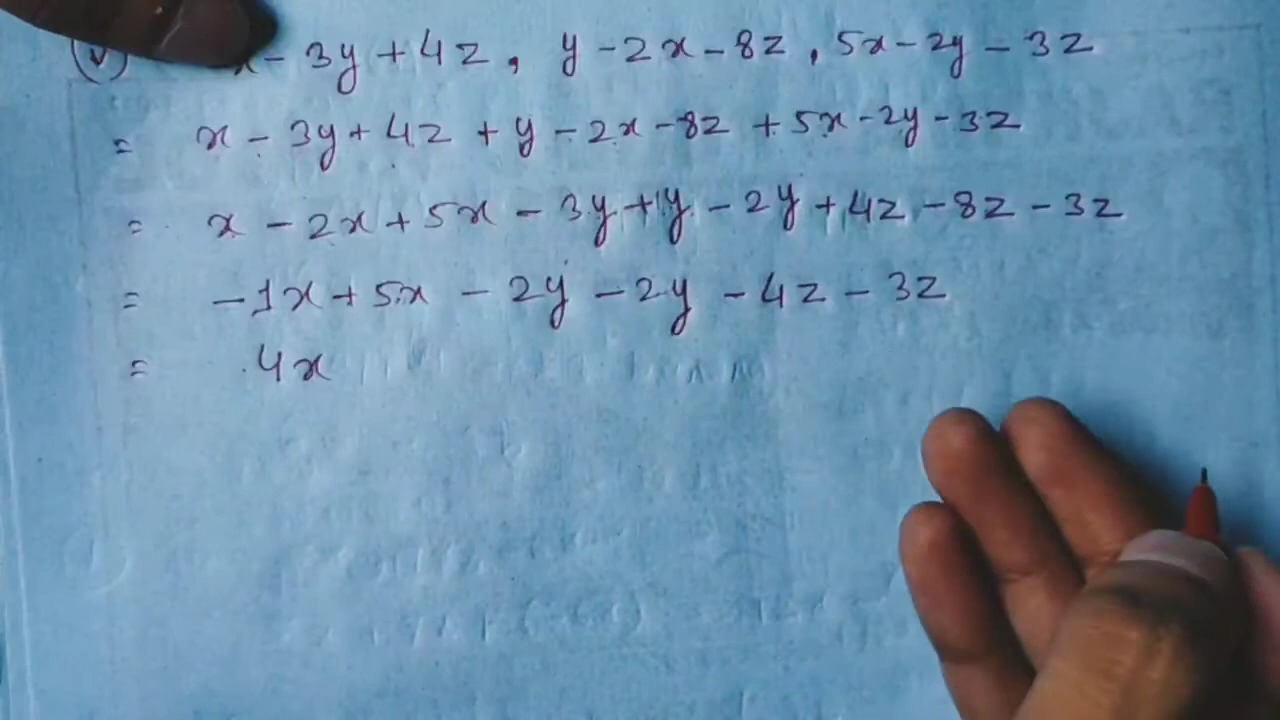 (v) x - 3y + 4z, y - 2x - 8z, 5x - 2y - 3z
= x - 3y + 4z + y - 2x - 8z + 5x - 2y - 3z
= x - 2x + 5x - 3y + 1y - 2y + 4z - 8z - 3z
= -1x + 5x - 2y - 2y - 4z - 3z
= 4x